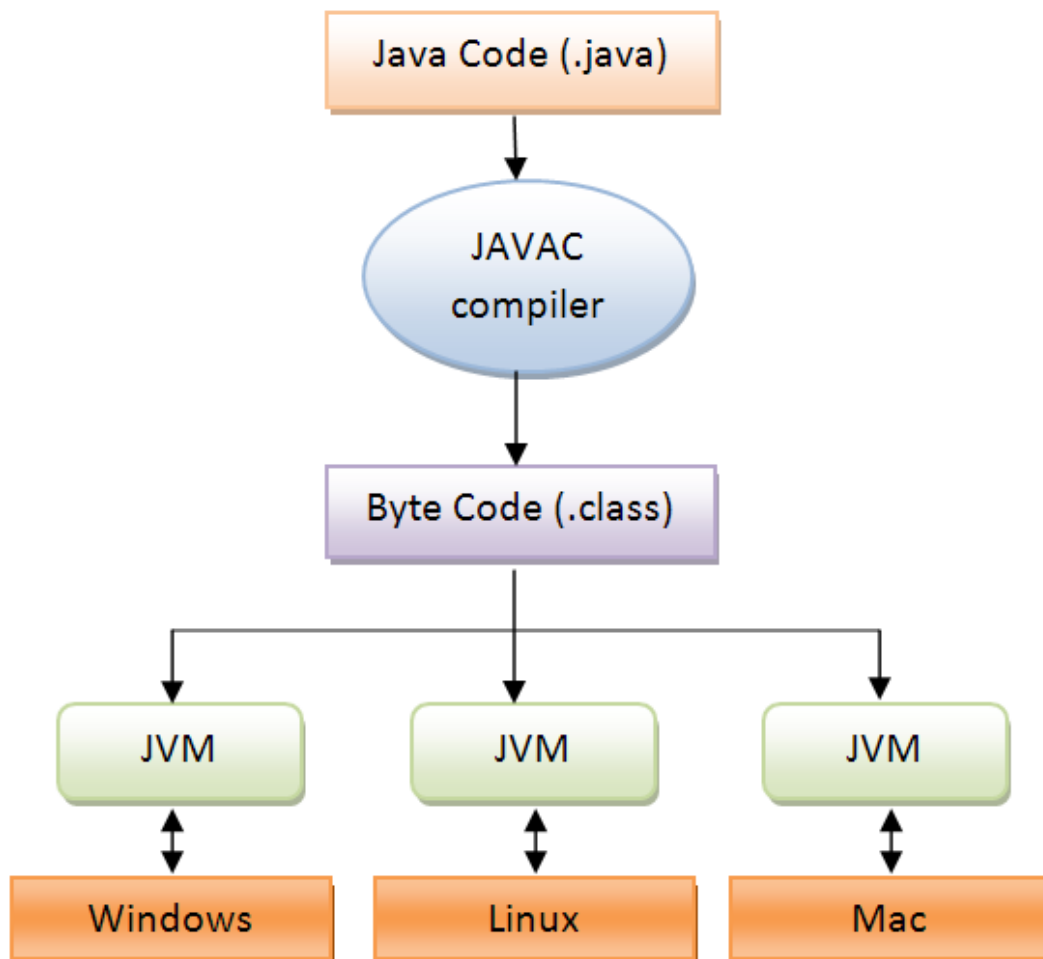 Java Code (.java)
JAVAC
compiler
Byte Code (.class)
JVM
JVM
JVM
Windows
Linux
Mac